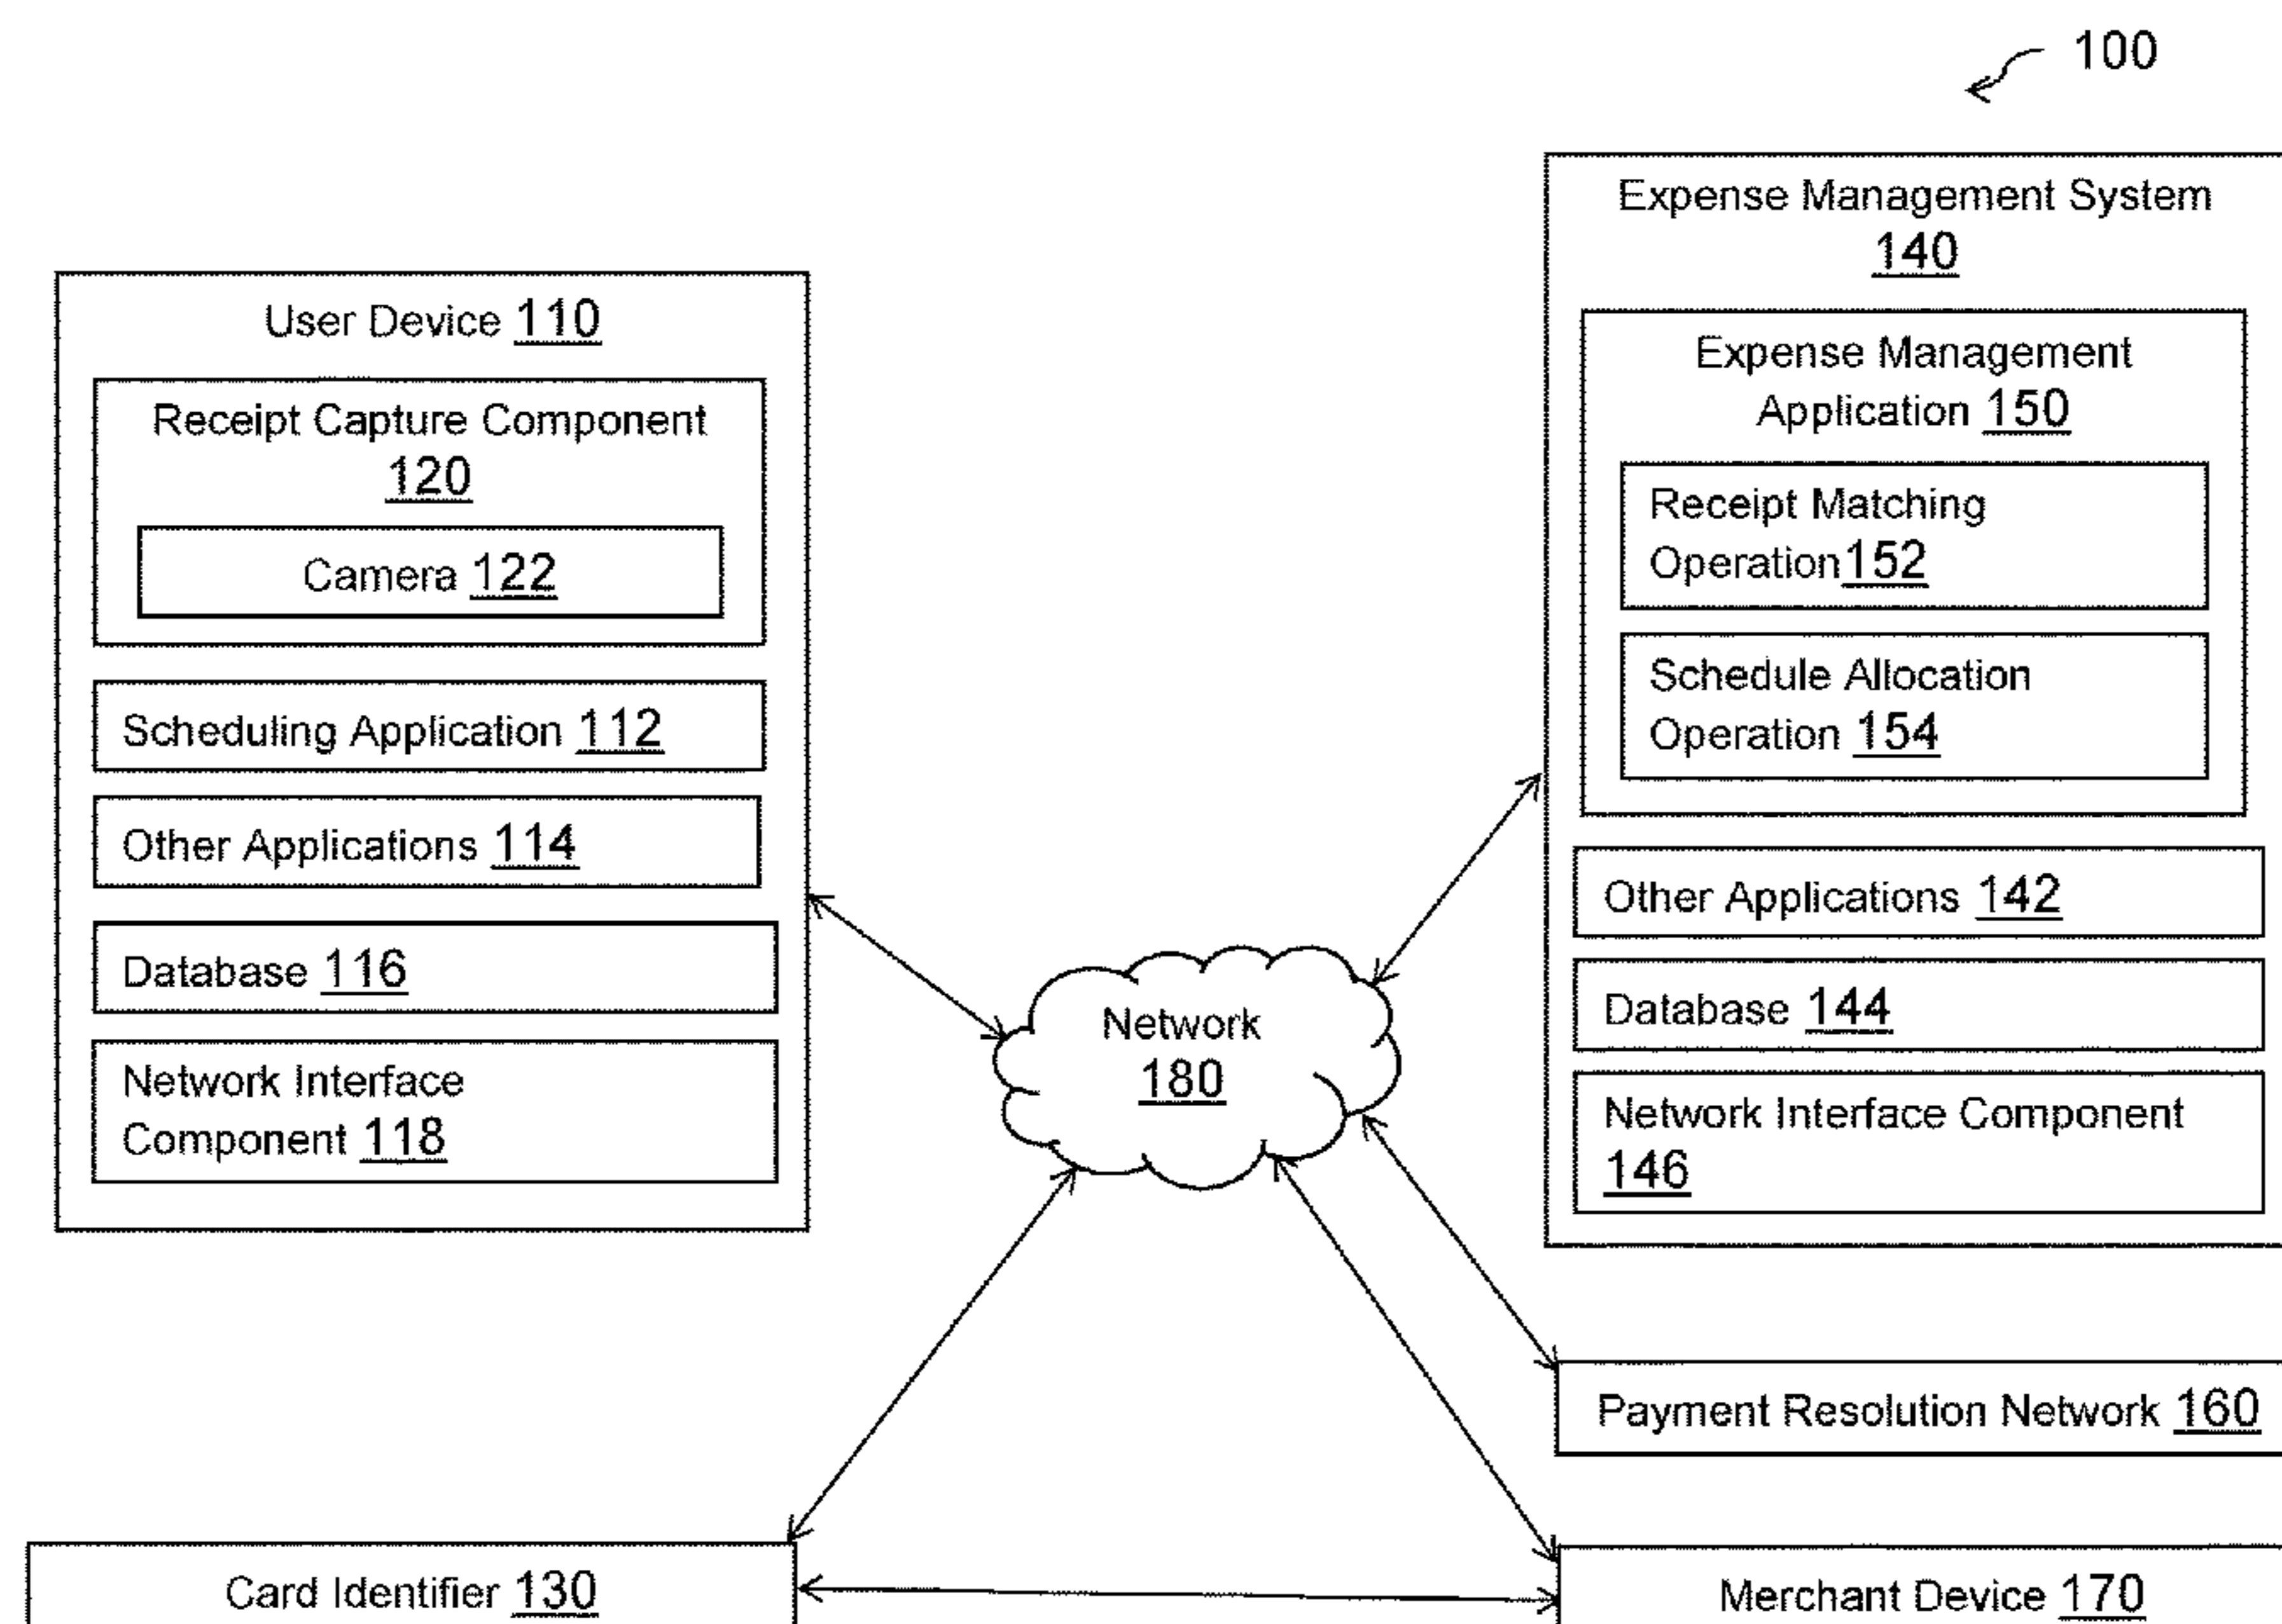 100
User Device 110
Receipt Capture Component
120
Camera 122
Scheduling Application 112
Other Applications 114
Database 116
Network Interface
Component 118
Expense Management System
140
Expense Management
Application 150
Receipt Matching
Operation152
Schedule Allocation
Operation 154
Other Applications 142
Database 144
Network Interface Component
146
Network
180
Payment Resolution Network 160
Card Identifier 130
Merchant Device 170